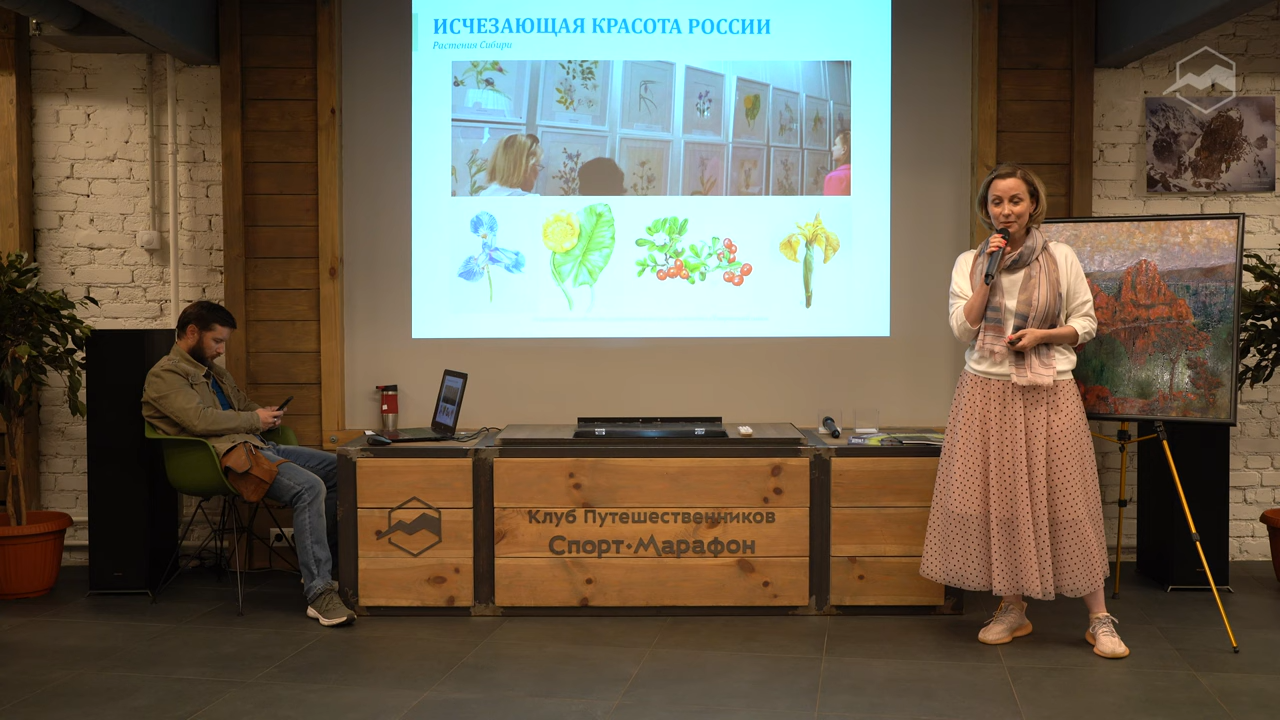 ИСЧЕЗАЮЩАЯ КРАСОТА РОССИИ
Растения Сибири
Клуб Путешественников
Спорт·Марафон